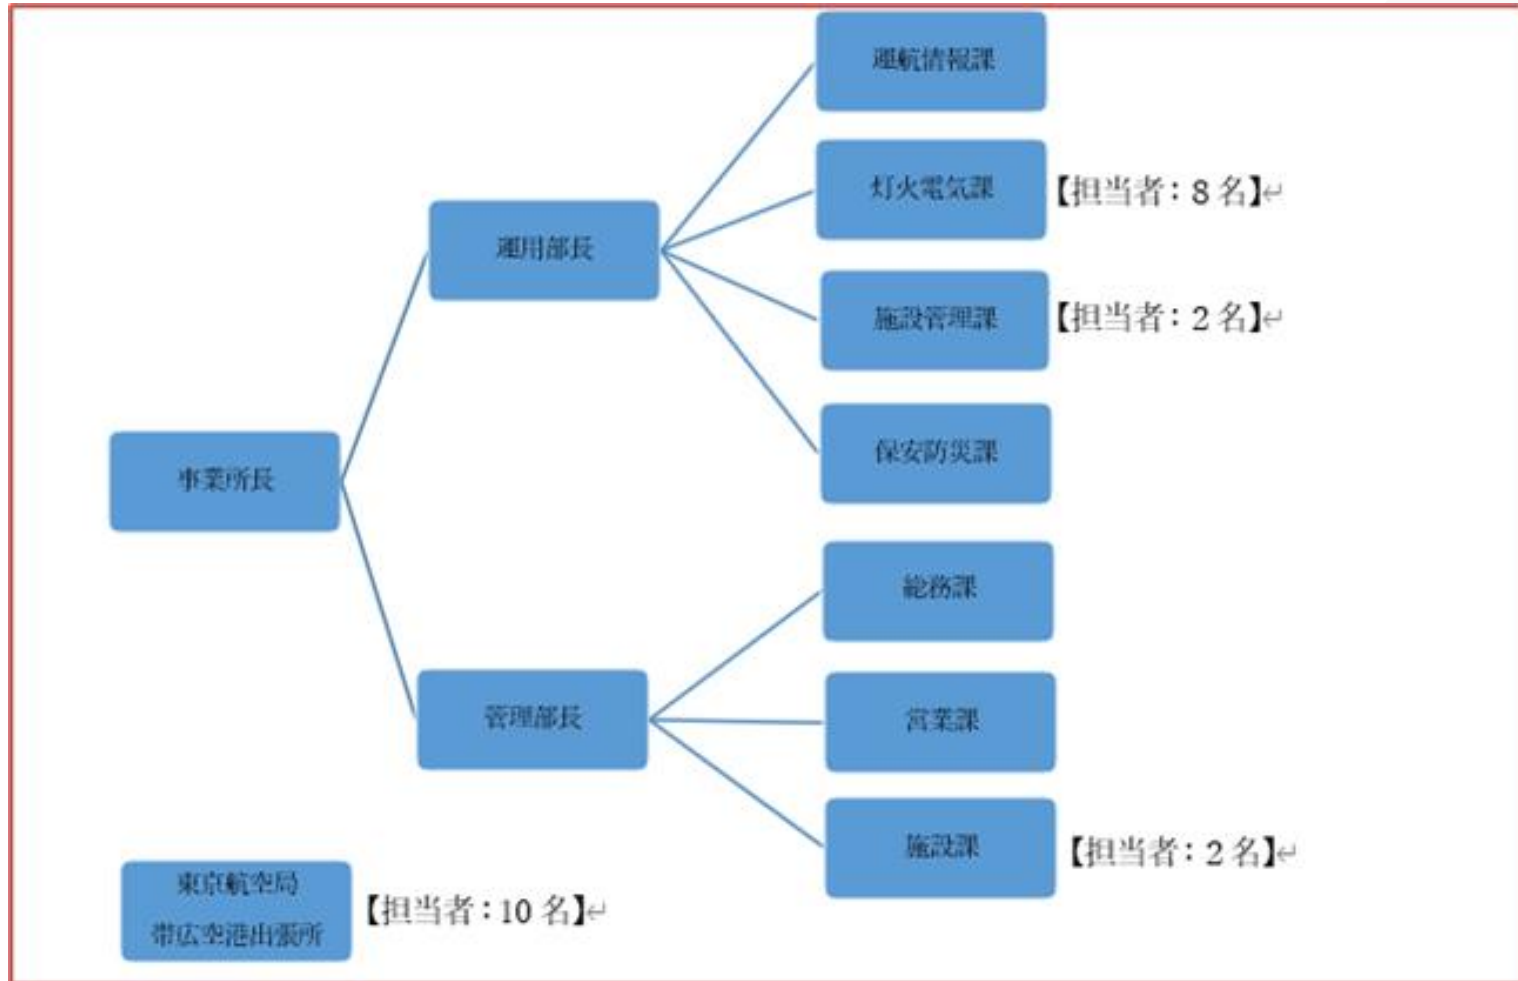 運航情報課
灯火電気課 【担当者：8 名】↵
運用部長
施設管理課 【担当者：2 名】↵
保安防災課
事業所長
総務課
管理部長
営業課
施設課 【担当者：2 名】↵
東京航空局
帯広空港出張所 【担当者：10 名】↵